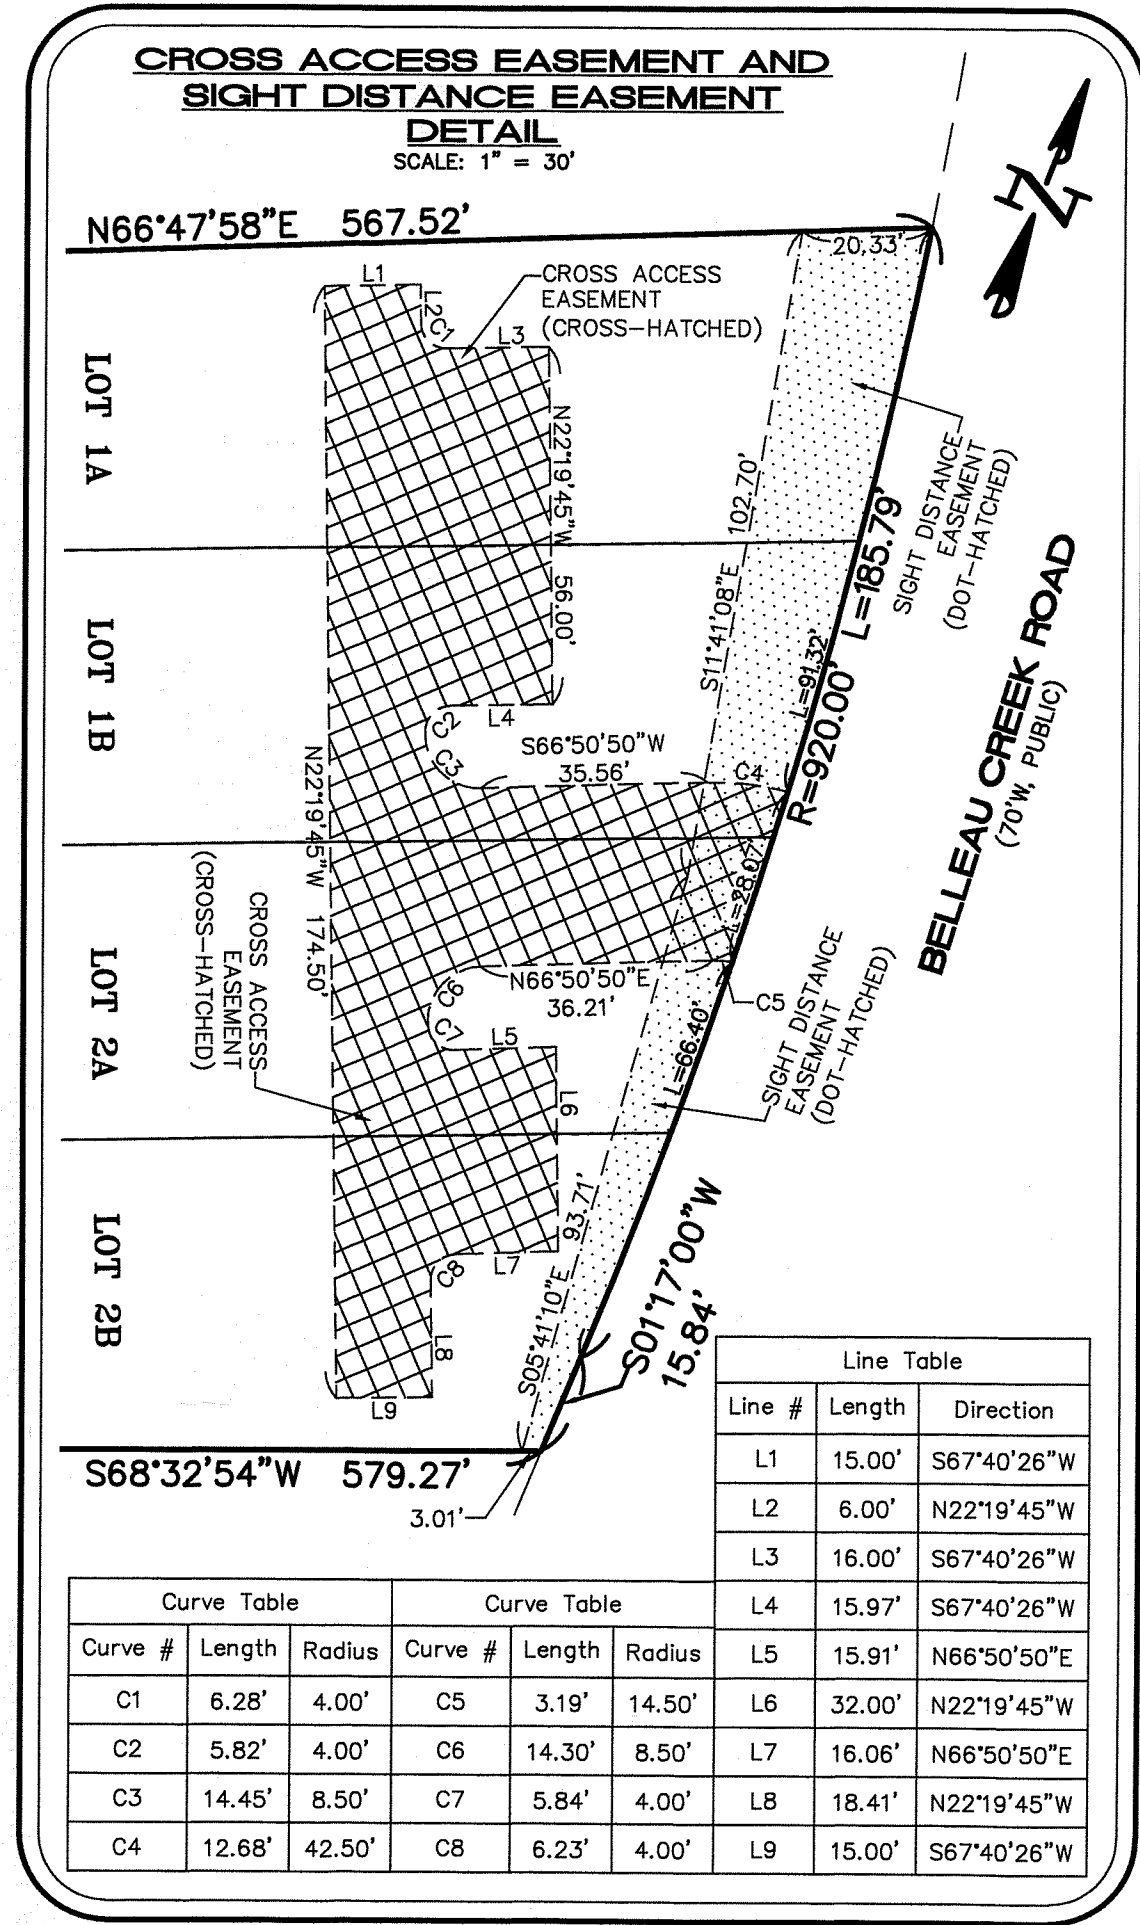 CROSS ACCESS EASEMENT AND
SIGHT DISTANCE EASEMENT
DETAIL
SCALE: 1" = 30'
N66°47'58"E 567.52'
20.33'
L1
L2
C1
L3
CROSS ACCESS
EASEMENT
(CROSS-HATCHED)
LOT 1A
N22°19'45"W 56.00'
S11°41'08"E 102.70'
SIGHT DISTANCE
EASEMENT
(DOT-HATCHED)
R=920.00' L=185.79'
L=91.32'
BELLEAU CREEK ROAD
(70'W, PUBLIC)
LOT 1B
C2
L4
C3
S66°50'50"W
35.56'
C4
N22°19'45"W 174.50'
L=28.07'
CROSS ACCESS
EASEMENT
(CROSS-HATCHED)
LOT 2A
C6
N66°50'50"E
36.21'
C5
C7
L5
L6
L=66.40'
SIGHT DISTANCE
EASEMENT
(DOT-HATCHED)
LOT 2B
S05°41'10"E 93.71'
C8
L7
L8
L9
S01°17'00"W
15.84'
S68°32'54"W 579.27'
3.01'
Line Table
Line # Length Direction
L1 15.00' S67°40'26"W
L2 6.00' N22°19'45"W
L3 16.00' S67°40'26"W
L4 15.97' S67°40'26"W
L5 15.91' N66°50'50"E
L6 32.00' N22°19'45"W
L7 16.06' N66°50'50"E
L8 18.41' N22°19'45"W
L9 15.00' S67°40'26"W
Curve Table Curve Table
Curve # Length Radius Curve # Length Radius
C1 6.28' 4.00' C5 3.19' 14.50'
C2 5.82' 4.00' C6 14.30' 8.50'
C3 14.45' 8.50' C7 5.84' 4.00'
C4 12.68' 42.50' C8 6.23' 4.00'